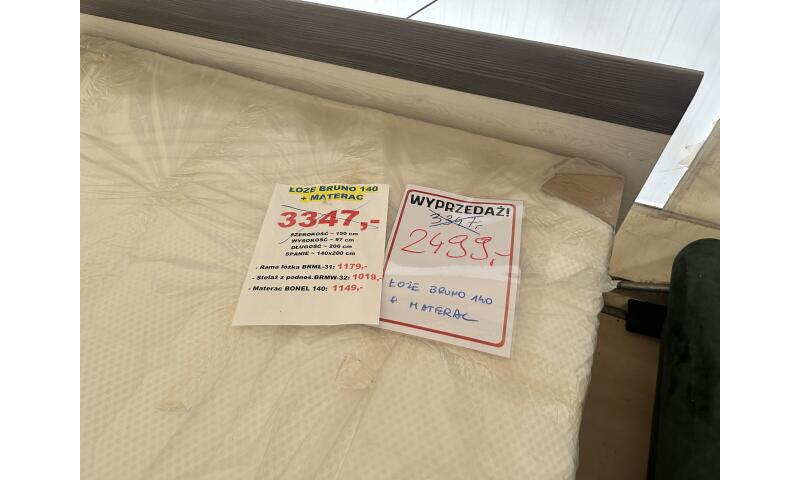 ŁOŻE BRUNO 140
+ MATERAC
3347,-
SZEROKOŚĆ ~ 150 cm
WYSOKOŚĆ ~ 97 cm
DŁUGOŚĆ ~ 206 cm
SPANIE ~ 140x200 cm
- Rama łóżka BRMŁ-31: 1179,-
- Stelaż z podnoś.BRMW-32: 1019,-
- Materac BONEL 140: 1149,-
WYPRZEDAŻ!
3347,-
2499,-
ŁOŻE BRUNO 140
+ MATERAC